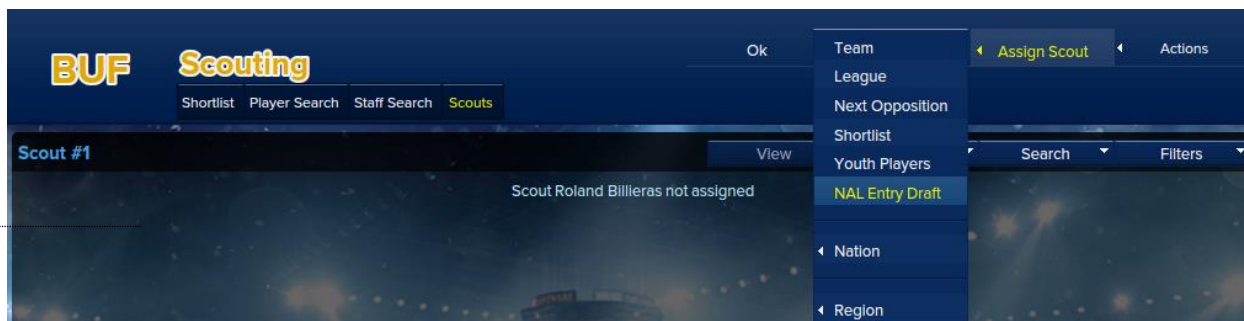 BUF
Scouting
Ok
Team
Assign Scout
Actions
League
Shortlist Player Search Staff Search Scouts
Next Opposition
Shortlist
Scout #1
View
Search
Filters
Youth Players
Scout Roland Billieras not assigned
NAL Entry Draft
Nation
Region